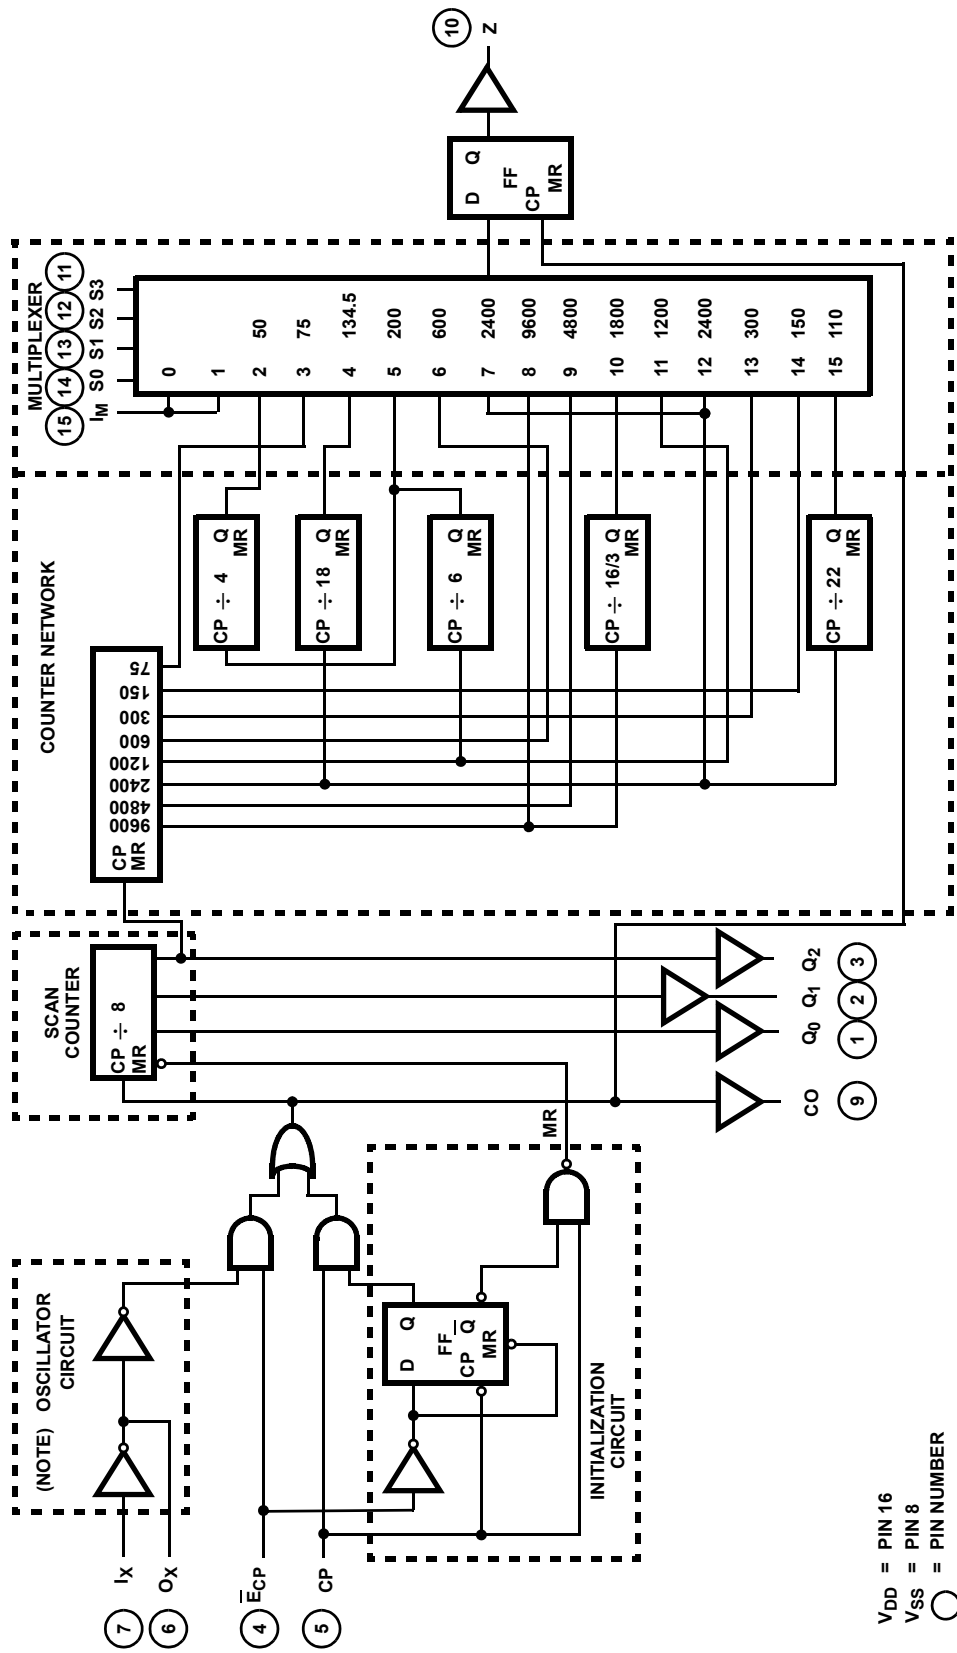 (NOTE) OSCILLATOR
CIRCUIT
7 IX
6 OX
4 E̅CP
5 CP
D Q
FF
CP Q̅
MR
INITIALIZATION
CIRCUIT
MR
SCAN
COUNTER
CP ÷ 8
MR
CO 9
Q0 1
Q1 2
Q2 3
COUNTER NETWORK
CP
MR
9600
4800
2400
1200
600
300
150
75
CP ÷ 4 Q
MR
CP ÷ 18 Q
MR
CP ÷ 6 Q
MR
CP ÷ 16/3 Q
MR
CP ÷ 22 Q
MR
MULTIPLEXER
15 14 13 12 11
IM S0 S1 S2 S3
0
1
2 50
3 75
4 134.5
5 200
6 600
7 2400
8 9600
9 4800
10 1800
11 1200
12 2400
13 300
14 150
15 110
D Q
FF
CP
MR
Z
10
VDD = PIN 16
VSS = PIN 8
= PIN NUMBER